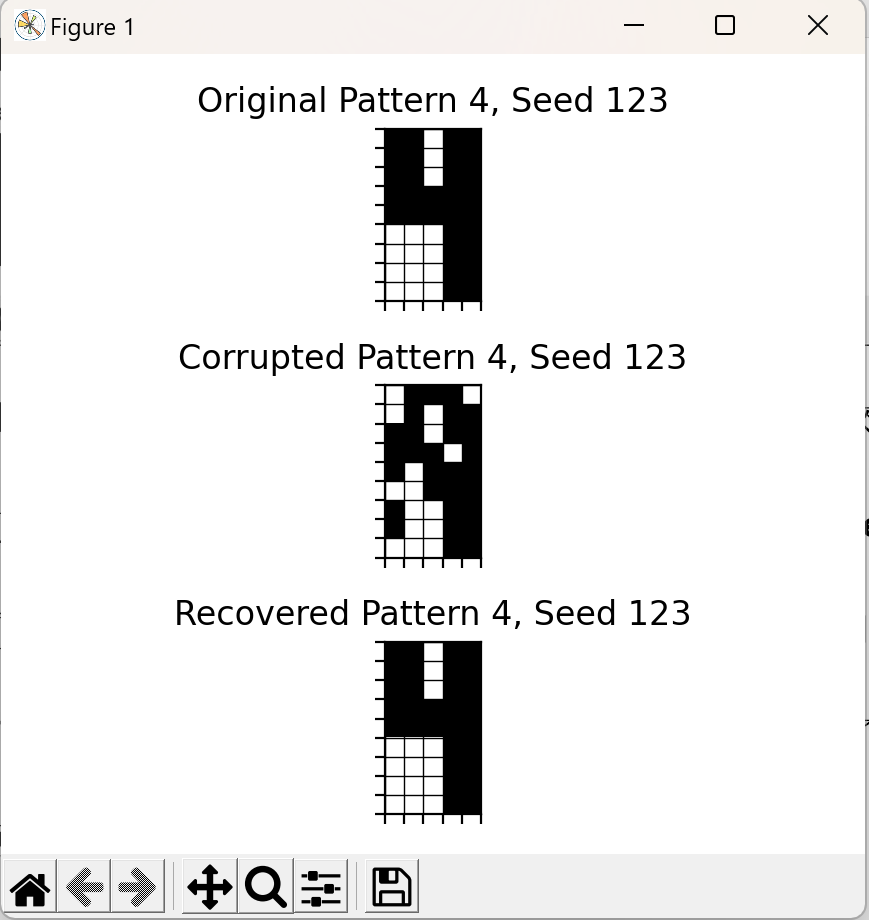 Figure 1
Original Pattern 4, Seed 123
Corrupted Pattern 4, Seed 123
Recovered Pattern 4, Seed 123